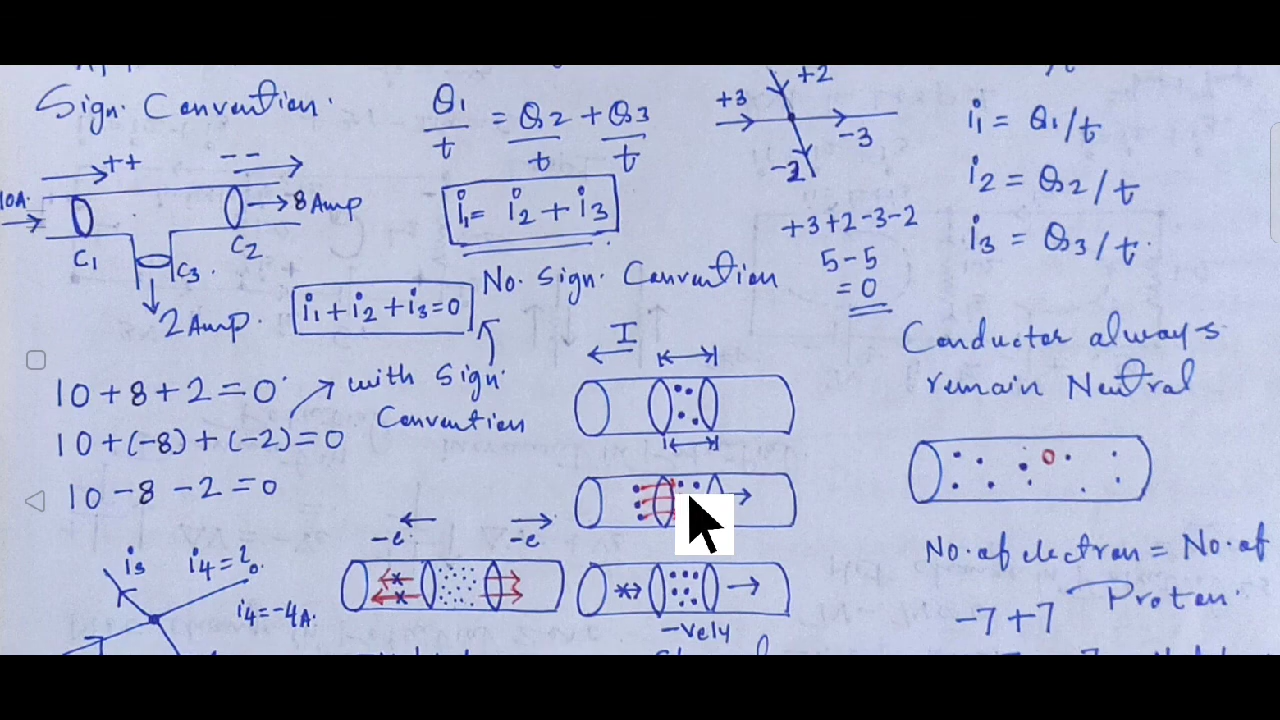 Sign. Convention.
++
--
10A.
8 Amp
C1
C2
C3.
2 Amp.
Q1/t = Q2/t + Q3/t
i1 = i2 + i3
No. Sign. Convention
i1 + i2 + i3 = 0
with Sign
Convention
10 + 8 + 2 = 0
10 + (-8) + (-2) = 0
10 - 8 - 2 = 0
+2
+3
-3
-2
+3+2-3-2
5-5
= 0
i1 = Q1/t
i2 = Q2/t
i3 = Q3/t.
Conductor always
remain Neutral
I
No. of electron = No. of
Proton.
-7 +7
-e
-e
-vely
i4 =
i4 = -4A.